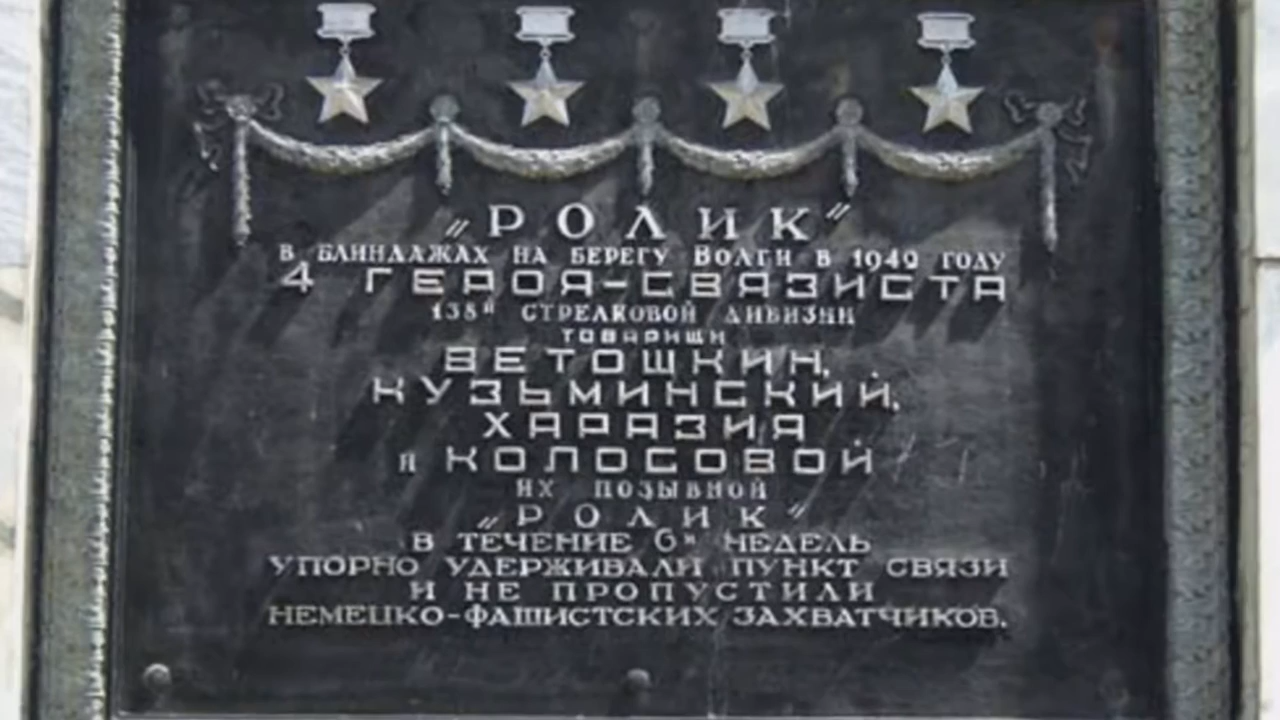 „РОЛИК"
В БЛИНДАЖАХ НА БЕРЕГУ ВОЛГИ В 1942 ГОДУ
4 ГЕРОЯ-СВЯЗИСТА
138й СТРЕЛКОВОЙ ДИВИЗИИ
ТОВАРИЩИ
ВЕТОШКИН,
КУЗЬМИНСКИЙ,
ХАРАЗИЯ
И КОЛОСОВОЙ
ИХ ПОЗЫВНОЙ
„РОЛИК"
В ТЕЧЕНИЕ 6и НЕДЕЛЬ
УПОРНО УДЕРЖИВАЛИ ПУНКТ СВЯЗИ
И НЕ ПРОПУСТИЛИ
НЕМЕЦКО-ФАШИСТСКИХ ЗАХВАТЧИКОВ.